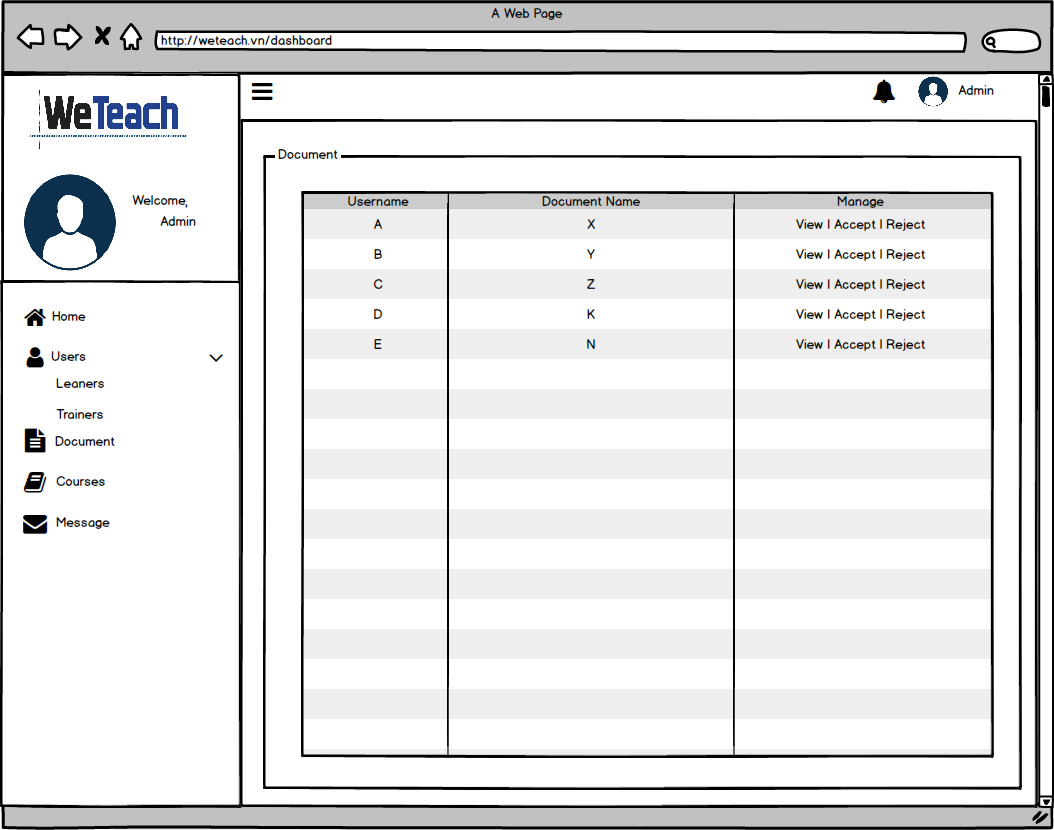 A Web Page
http://weteach.vn/dashboard
WeTeach
Admin
Welcome,
Admin
Home
Users
Leaners
Trainers
Document
Courses
Message
Document
Username Document Name Manage
A X View | Accept | Reject
B Y View | Accept | Reject
C Z View | Accept | Reject
D K View | Accept | Reject
E N View | Accept | Reject